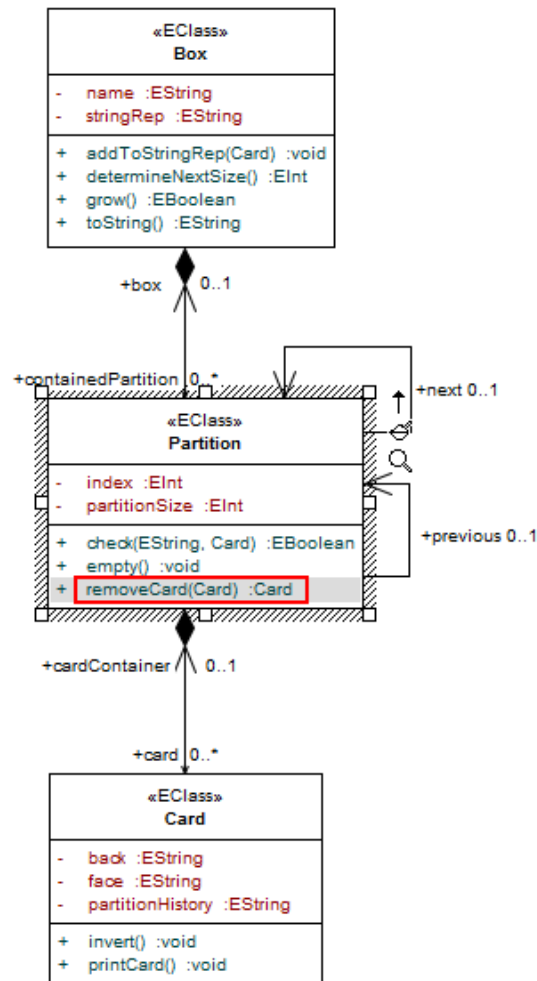 «EClass»
Box
- name :EString
- stringRep :EString
+ addToStringRep(Card) :void
+ determineNextSize() :EInt
+ grow() :EBoolean
+ toString() :EString
+box 0..1
+containedPartition 0..*
+next 0..1
«EClass»
Partition
- index :EInt
- partitionSize :EInt
+previous 0..1
+ check(EString, Card) :EBoolean
+ empty() :void
+ removeCard(Card) :Card
+cardContainer 0..1
+card 0..*
«EClass»
Card
- back :EString
- face :EString
- partitionHistory :EString
+ invert() :void
+ printCard() :void